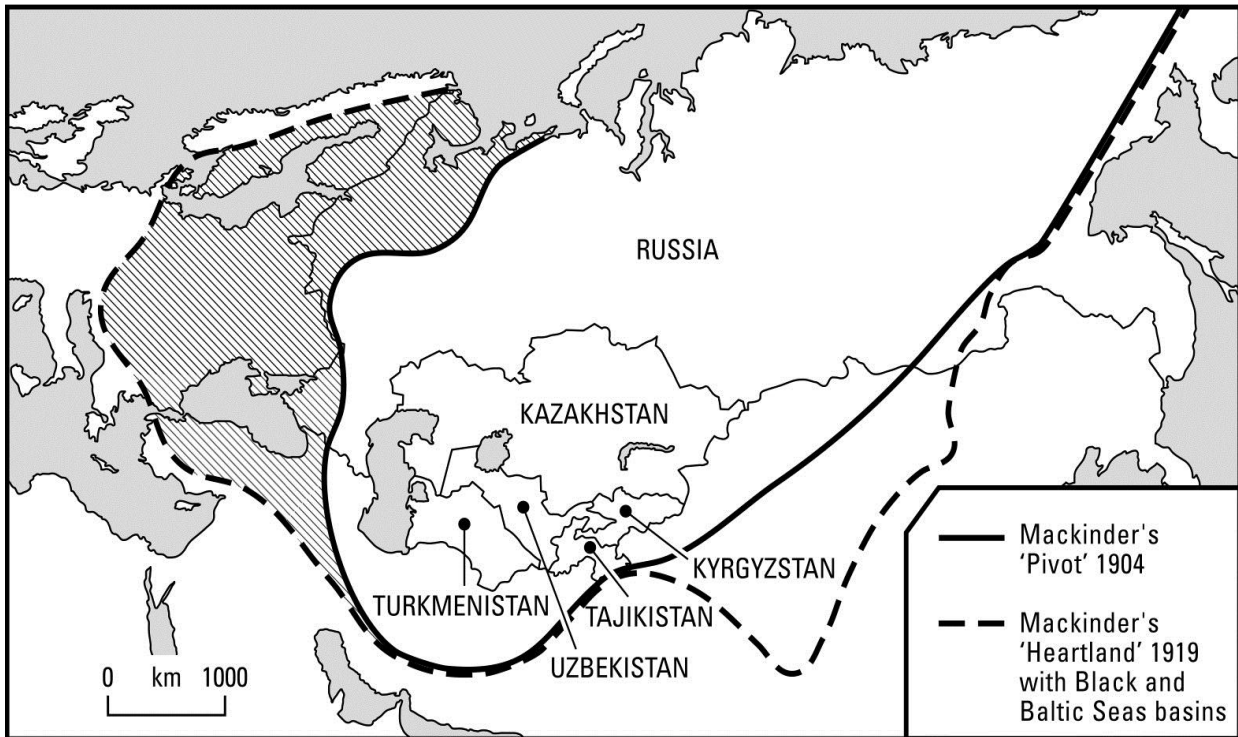 RUSSIA
KAZAKHSTAN
KYRGYZSTAN
TURKMENISTAN
TAJIKISTAN
UZBEKISTAN
0 km 1000
Mackinder's
'Pivot' 1904
Mackinder's
'Heartland' 1919
with Black and
Baltic Seas basins